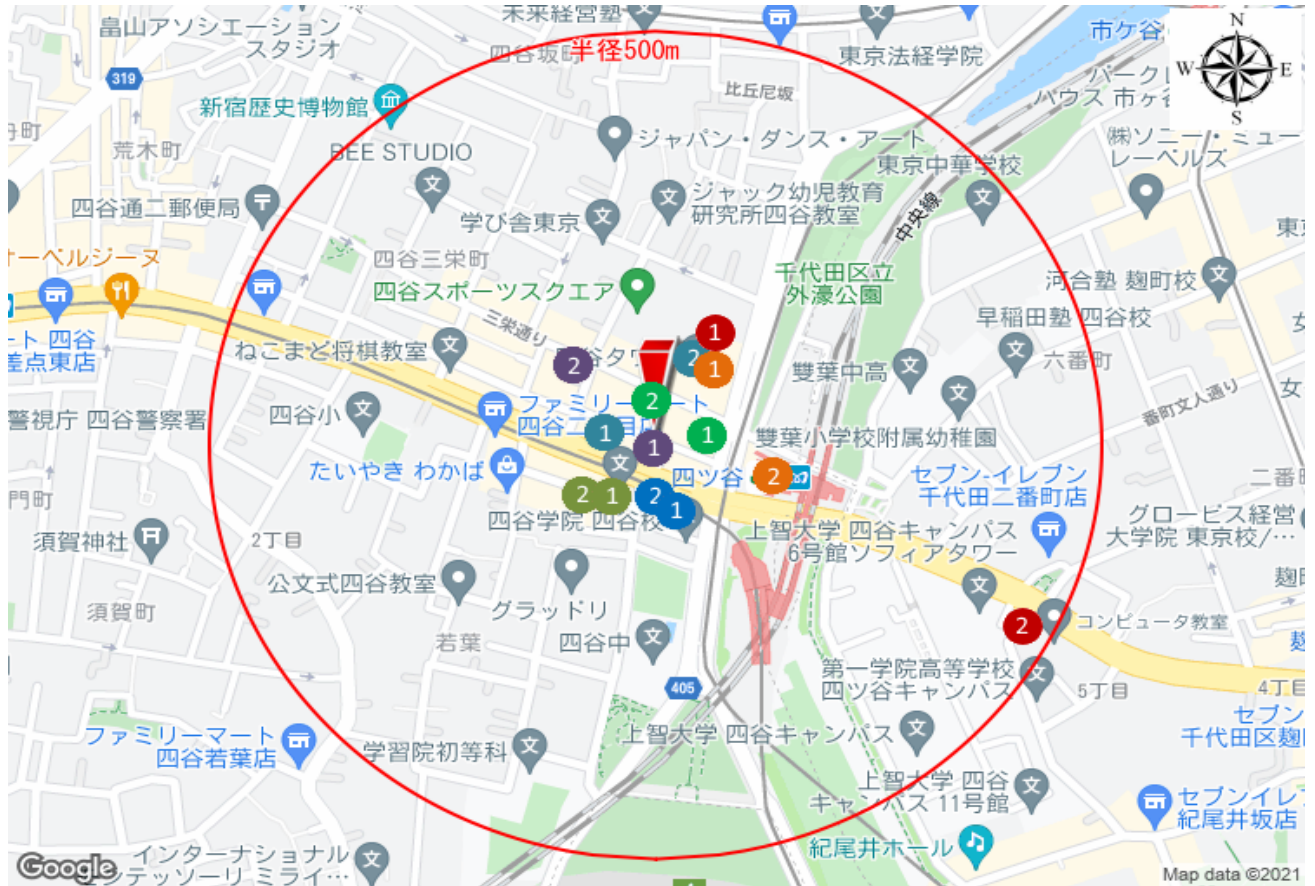 未来経営塾
畠山アソシエーション
スタジオ
四谷坂町
半径500m
東京法経学院
市ケ谷
N
W
E
S
319
比丘尼坂
新宿歴史博物館
荒木町
BEE STUDIO
ジャパン・ダンス・アート
東京中華学校
㈱ソニー・ミュ
レーベルズ
四谷通二郵便局
学び舎東京
ジャック幼児教育
研究所四谷教室
中央線
オーベルジーヌ
四谷三栄町
四谷スポーツスクエア
千代田区立
外濠公園
河合塾 麹町校
三栄通り
早稲田塾 四谷校
六番町
ート 四谷
差点東店
ねこまど将棋教室
1
2
1
2
雙葉中高
番町文人通り
警視庁 四谷警察署
四谷小
ファミリーマート
2
1
1
1
雙葉小学校附属幼稚園
たいやき わかば
四ツ谷
2
セブン-イレブン
千代田二番町店
門町
須賀神社
2丁目
2
1
2
1
四谷学院 四谷校
上智大学 四谷キャンパス
6号館ソフィアタワー
グロービス経営
大学院 東京校/…
公文式四谷教室
グラッドリ
須賀町
若葉
四谷中
2
コンピュータ教室
405
第一学院高等学校
四ツ谷キャンパス
5丁目
4丁目
ファミリーマート
四谷若葉店
学習院初等科
上智大学 四谷キャンパス
セブン
千代田区麹
上智大学 四谷
キャンパス 11号館
セブンイレ
紀尾井坂店
紀尾井ホール
Google
インターナショナル
Map data ©2021